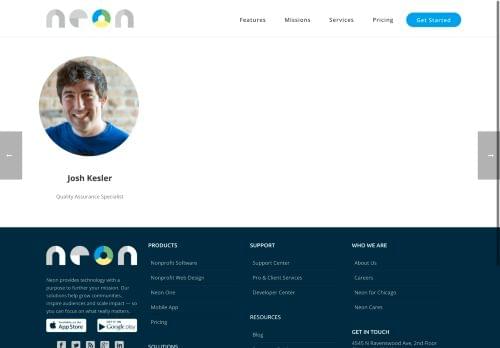 neon
Features
Missions
Services
Pricing
Get Started
←
→
Josh Kesler
Quality Assurance Specialist
neon
Neon provides technology with a
purpose to further your mission. Our
solutions help grow communities,
inspire audiences and scale impact — so
you can focus on what really matters.
Available on the
App Store
GET IT ON
Google play
PRODUCTS
Nonprofit Software
Nonprofit Web Design
Neon One
Mobile App
Pricing
SOLUTIONS
SUPPORT
Support Center
Pro & Client Services
Developer Center
RESOURCES
Blog
WHO WE ARE
About Us
Careers
Neon for Chicago
Neon Cares
GET IN TOUCH
4545 N Ravenswood Ave, 2nd Floor